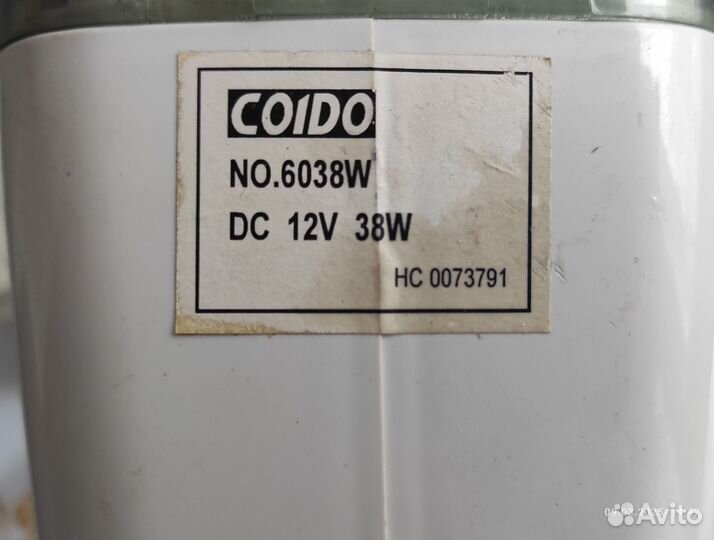 COIDO
NO.6038W
DC 12V 38W
HC 0073791
Avito